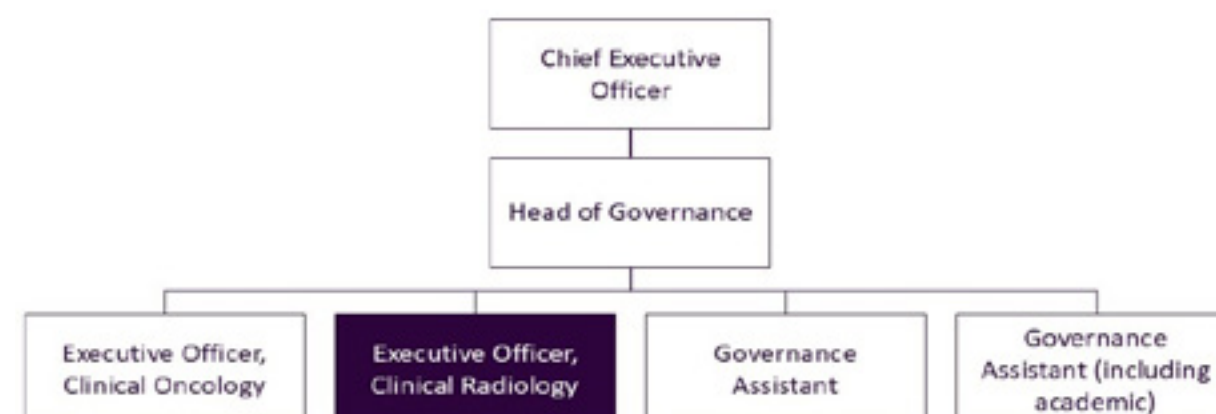 Chief Executive
Officer
Head of Governance
Executive Officer,
Clinical Oncology
Executive Officer,
Clinical Radiology
Governance
Assistant
Governance
Assistant (including
academic)